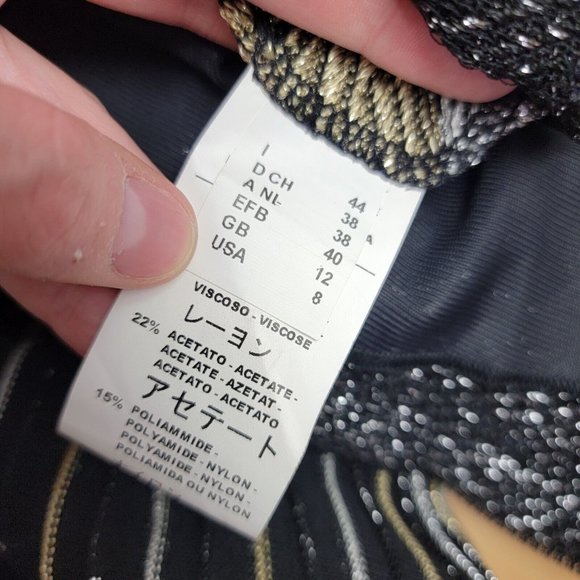 I 44
D CH 38
A NL 38
EFB 40
GB 12
USA 8
A
VISCOSO - VISCOSE
レーヨン
22% ACETATO - ACETATE -
ACETATE - AZETAT -
ACETATO - ACETATO
アセテート
15% POLIAMMIDE -
POLYAMIDE - NYLON -
POLYAMIDE - NYLON -
POLIAMIDA OU NYLON